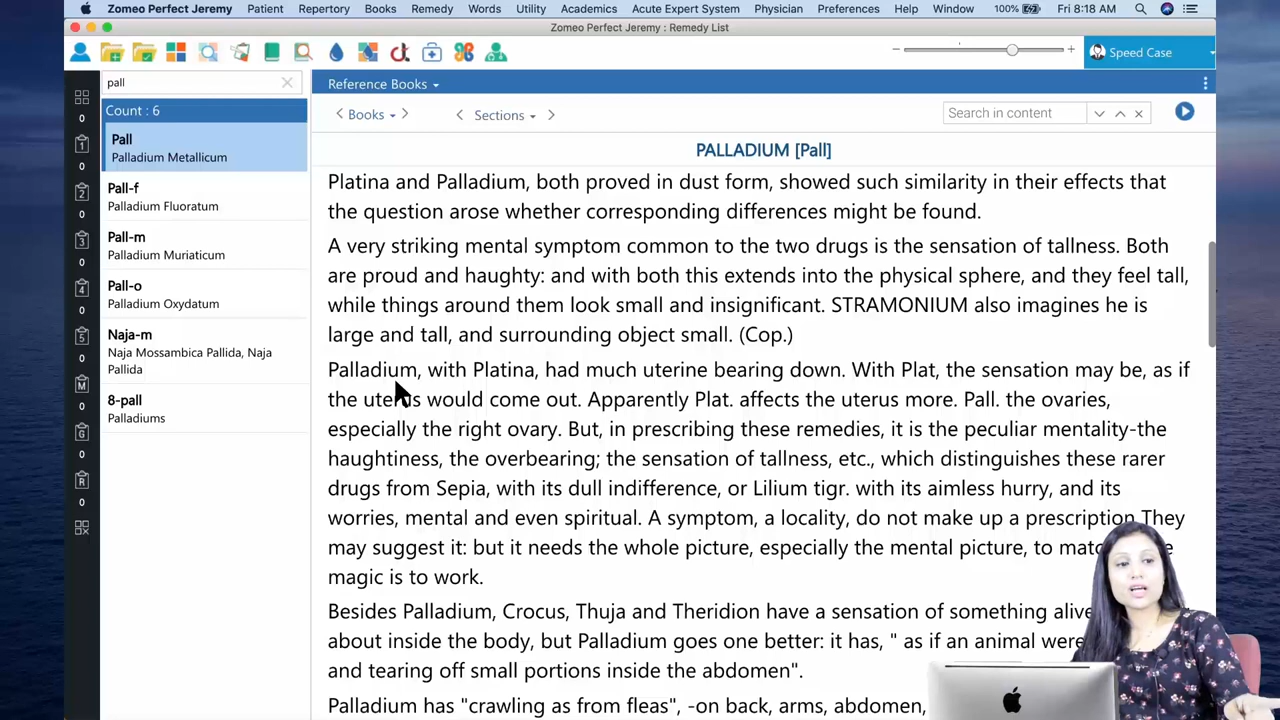 Zomeo Perfect Jeremy Patient Repertory Books Remedy Words Utility Academics Acute Expert System Physician Preferences Help Window 100% Fri 8:18 AM
Zomeo Perfect Jeremy : Remedy List
Speed Case
pall
Reference Books
Count : 6
Books Sections Search in content
Pall
Palladium Metallicum
Pall-f
Palladium Fluoratum
Pall-m
Palladium Muriaticum
Pall-o
Palladium Oxydatum
Naja-m
Naja Mossambica Pallida, Naja
Pallida
8-pall
Palladiums
0
1
0
2
0
3
0
4
0
5
0
M
0
G
0
R
0
PALLADIUM [Pall]
Platina and Palladium, both proved in dust form, showed such similarity in their effects that
the question arose whether corresponding differences might be found.
A very striking mental symptom common to the two drugs is the sensation of tallness. Both
are proud and haughty: and with both this extends into the physical sphere, and they feel tall,
while things around them look small and insignificant. STRAMONIUM also imagines he is
large and tall, and surrounding object small. (Cop.)
Palladium, with Platina, had much uterine bearing down. With Plat, the sensation may be, as if
the uterus would come out. Apparently Plat. affects the uterus more. Pall. the ovaries,
especially the right ovary. But, in prescribing these remedies, it is the peculiar mentality-the
haughtiness, the overbearing; the sensation of tallness, etc., which distinguishes these rarer
drugs from Sepia, with its dull indifference, or Lilium tigr. with its aimless hurry, and its
worries, mental and even spiritual. A symptom, a locality, do not make up a prescription They
may suggest it: but it needs the whole picture, especially the mental picture, to
magic is to work.
Besides Palladium, Crocus, Thuja and Theridion have a sensation of something alive
about inside the body, but Palladium goes one better: it has, " as if an animal were
and tearing off small portions inside the abdomen".
Palladium has "crawling as from fleas", -on back, arms, abdomen,